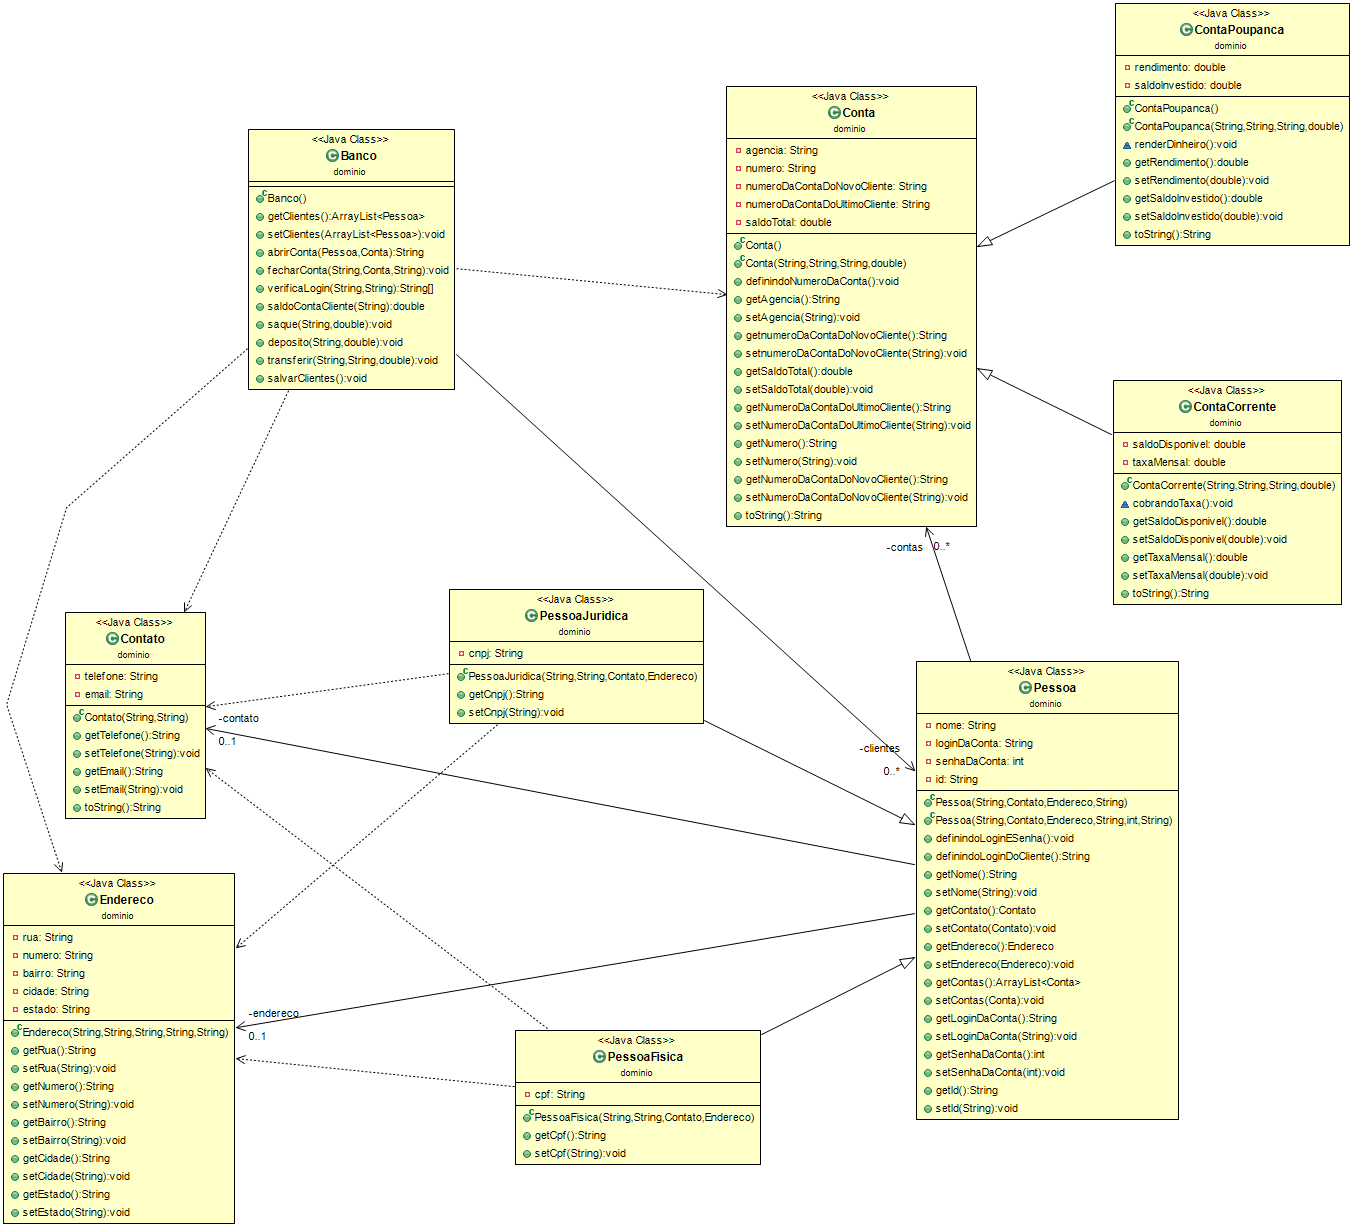 <<Java Class>>
ContaPoupanca
dominio
rendimento: double
saldoInvestido: double
ContaPoupanca()
ContaPoupanca(String,String,String,double)
renderDinheiro():void
getRendimento():double
setRendimento(double):void
getSaldoInvestido():double
setSaldoInvestido(double):void
toString():String
<<Java Class>>
Conta
dominio
agencia: String
numero: String
numeroDaContaDoNovoCliente: String
numeroDaContaDoUltimoCliente: String
saldoTotal: double
Conta()
Conta(String,String,String,double)
definindoNumeroDaConta():void
getAgencia():String
setAgencia(String):void
getnumeroDaContaDoNovoCliente():String
setnumeroDaContaDoNovoCliente(String):void
getSaldoTotal():double
setSaldoTotal(double):void
getNumeroDaContaDoUltimoCliente():String
setNumeroDaContaDoUltimoCliente(String):void
getNumero():String
setNumero(String):void
getNumeroDaContaDoNovoCliente():String
setNumeroDaContaDoNovoCliente(String):void
toString():String
<<Java Class>>
Banco
dominio
Banco()
getClientes():ArrayList<Pessoa>
setClientes(ArrayList<Pessoa>):void
abrirConta(Pessoa,Conta):String
fecharConta(String,Conta,String):void
verificaLogin(String,String):String[]
saldoContaCliente(String):double
saque(String,double):void
deposito(String,double):void
transferir(String,String,double):void
salvarClientes():void
<<Java Class>>
ContaCorrente
dominio
saldoDisponivel: double
taxaMensal: double
ContaCorrente(String,String,String,double)
cobrandoTaxa():void
getSaldoDisponivel():double
setSaldoDisponivel(double):void
getTaxaMensal():double
setTaxaMensal(double):void
toString():String
-contas
0..*
<<Java Class>>
PessoaJuridica
dominio
cnpj: String
PessoaJuridica(String,String,Contato,Endereco)
getCnpj():String
setCnpj(String):void
<<Java Class>>
Contato
dominio
telefone: String
email: String
Contato(String,String)
getTelefone():String
setTelefone(String):void
getEmail():String
setEmail(String):void
toString():String
-contato
0..1
-clientes
0..*
<<Java Class>>
Pessoa
dominio
nome: String
loginDaConta: String
senhaDaConta: int
id: String
Pessoa(String,Contato,Endereco,String)
Pessoa(String,Contato,Endereco,String,int,String)
definindoLoginESenha():void
definindoLoginDoCliente():String
getNome():String
setNome(String):void
getContato():Contato
setContato(Contato):void
getEndereco():Endereco
setEndereco(Endereco):void
getContas():ArrayList<Conta>
setContas(Conta):void
getLoginDaConta():String
setLoginDaConta(String):void
getSenhaDaConta():int
setSenhaDaConta(int):void
getId():String
setId(String):void
<<Java Class>>
Endereco
dominio
rua: String
numero: String
bairro: String
cidade: String
estado: String
Endereco(String,String,String,String,String)
getRua():String
setRua(String):void
getNumero():String
setNumero(String):void
getBairro():String
setBairro(String):void
getCidade():String
setCidade(String):void
getEstado():String
setEstado(String):void
-endereco
0..1
<<Java Class>>
PessoaFisica
dominio
cpf: String
PessoaFisica(String,String,Contato,Endereco)
getCpf():String
setCpf(String):void